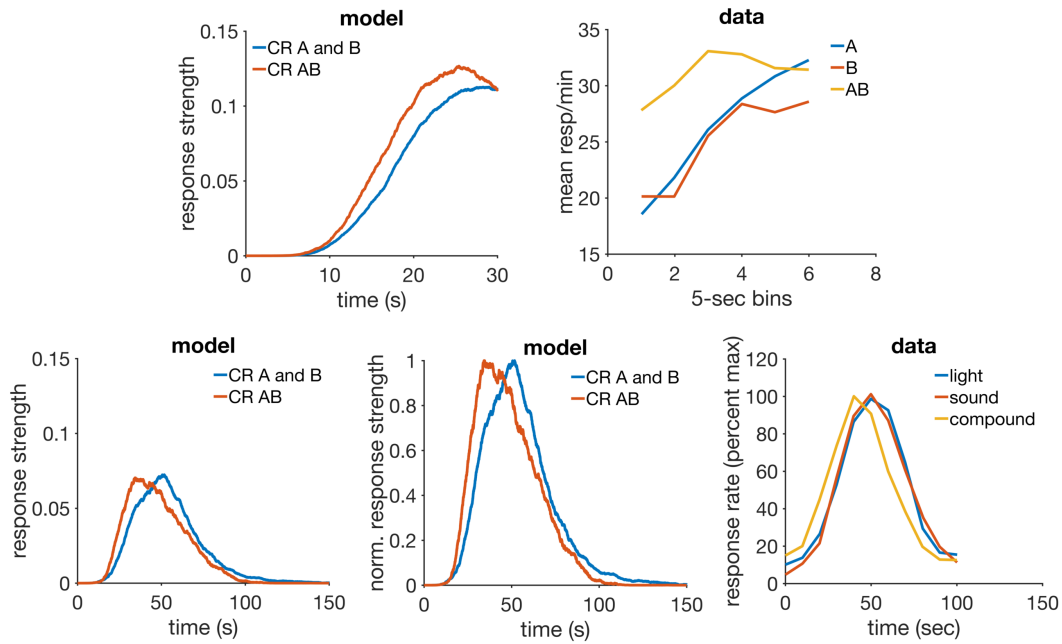 model
CR A and B
CR AB
response strength
0.15
0.1
0.05
0
0 10 20 30
time (s)
data
A
B
AB
mean resp/min
35
30
25
20
15
0 2 4 6 8
5-sec bins
model
CR A and B
CR AB
response strength
0.15
0.1
0.05
0
0 50 100 150
time (s)
model
CR A and B
CR AB
norm. response strength
1
0.8
0.6
0.4
0.2
0
0 50 100 150
time (s)
data
light
sound
compound
response rate (percent max)
120
100
80
60
40
20
0
0 50 100 150
time (sec)